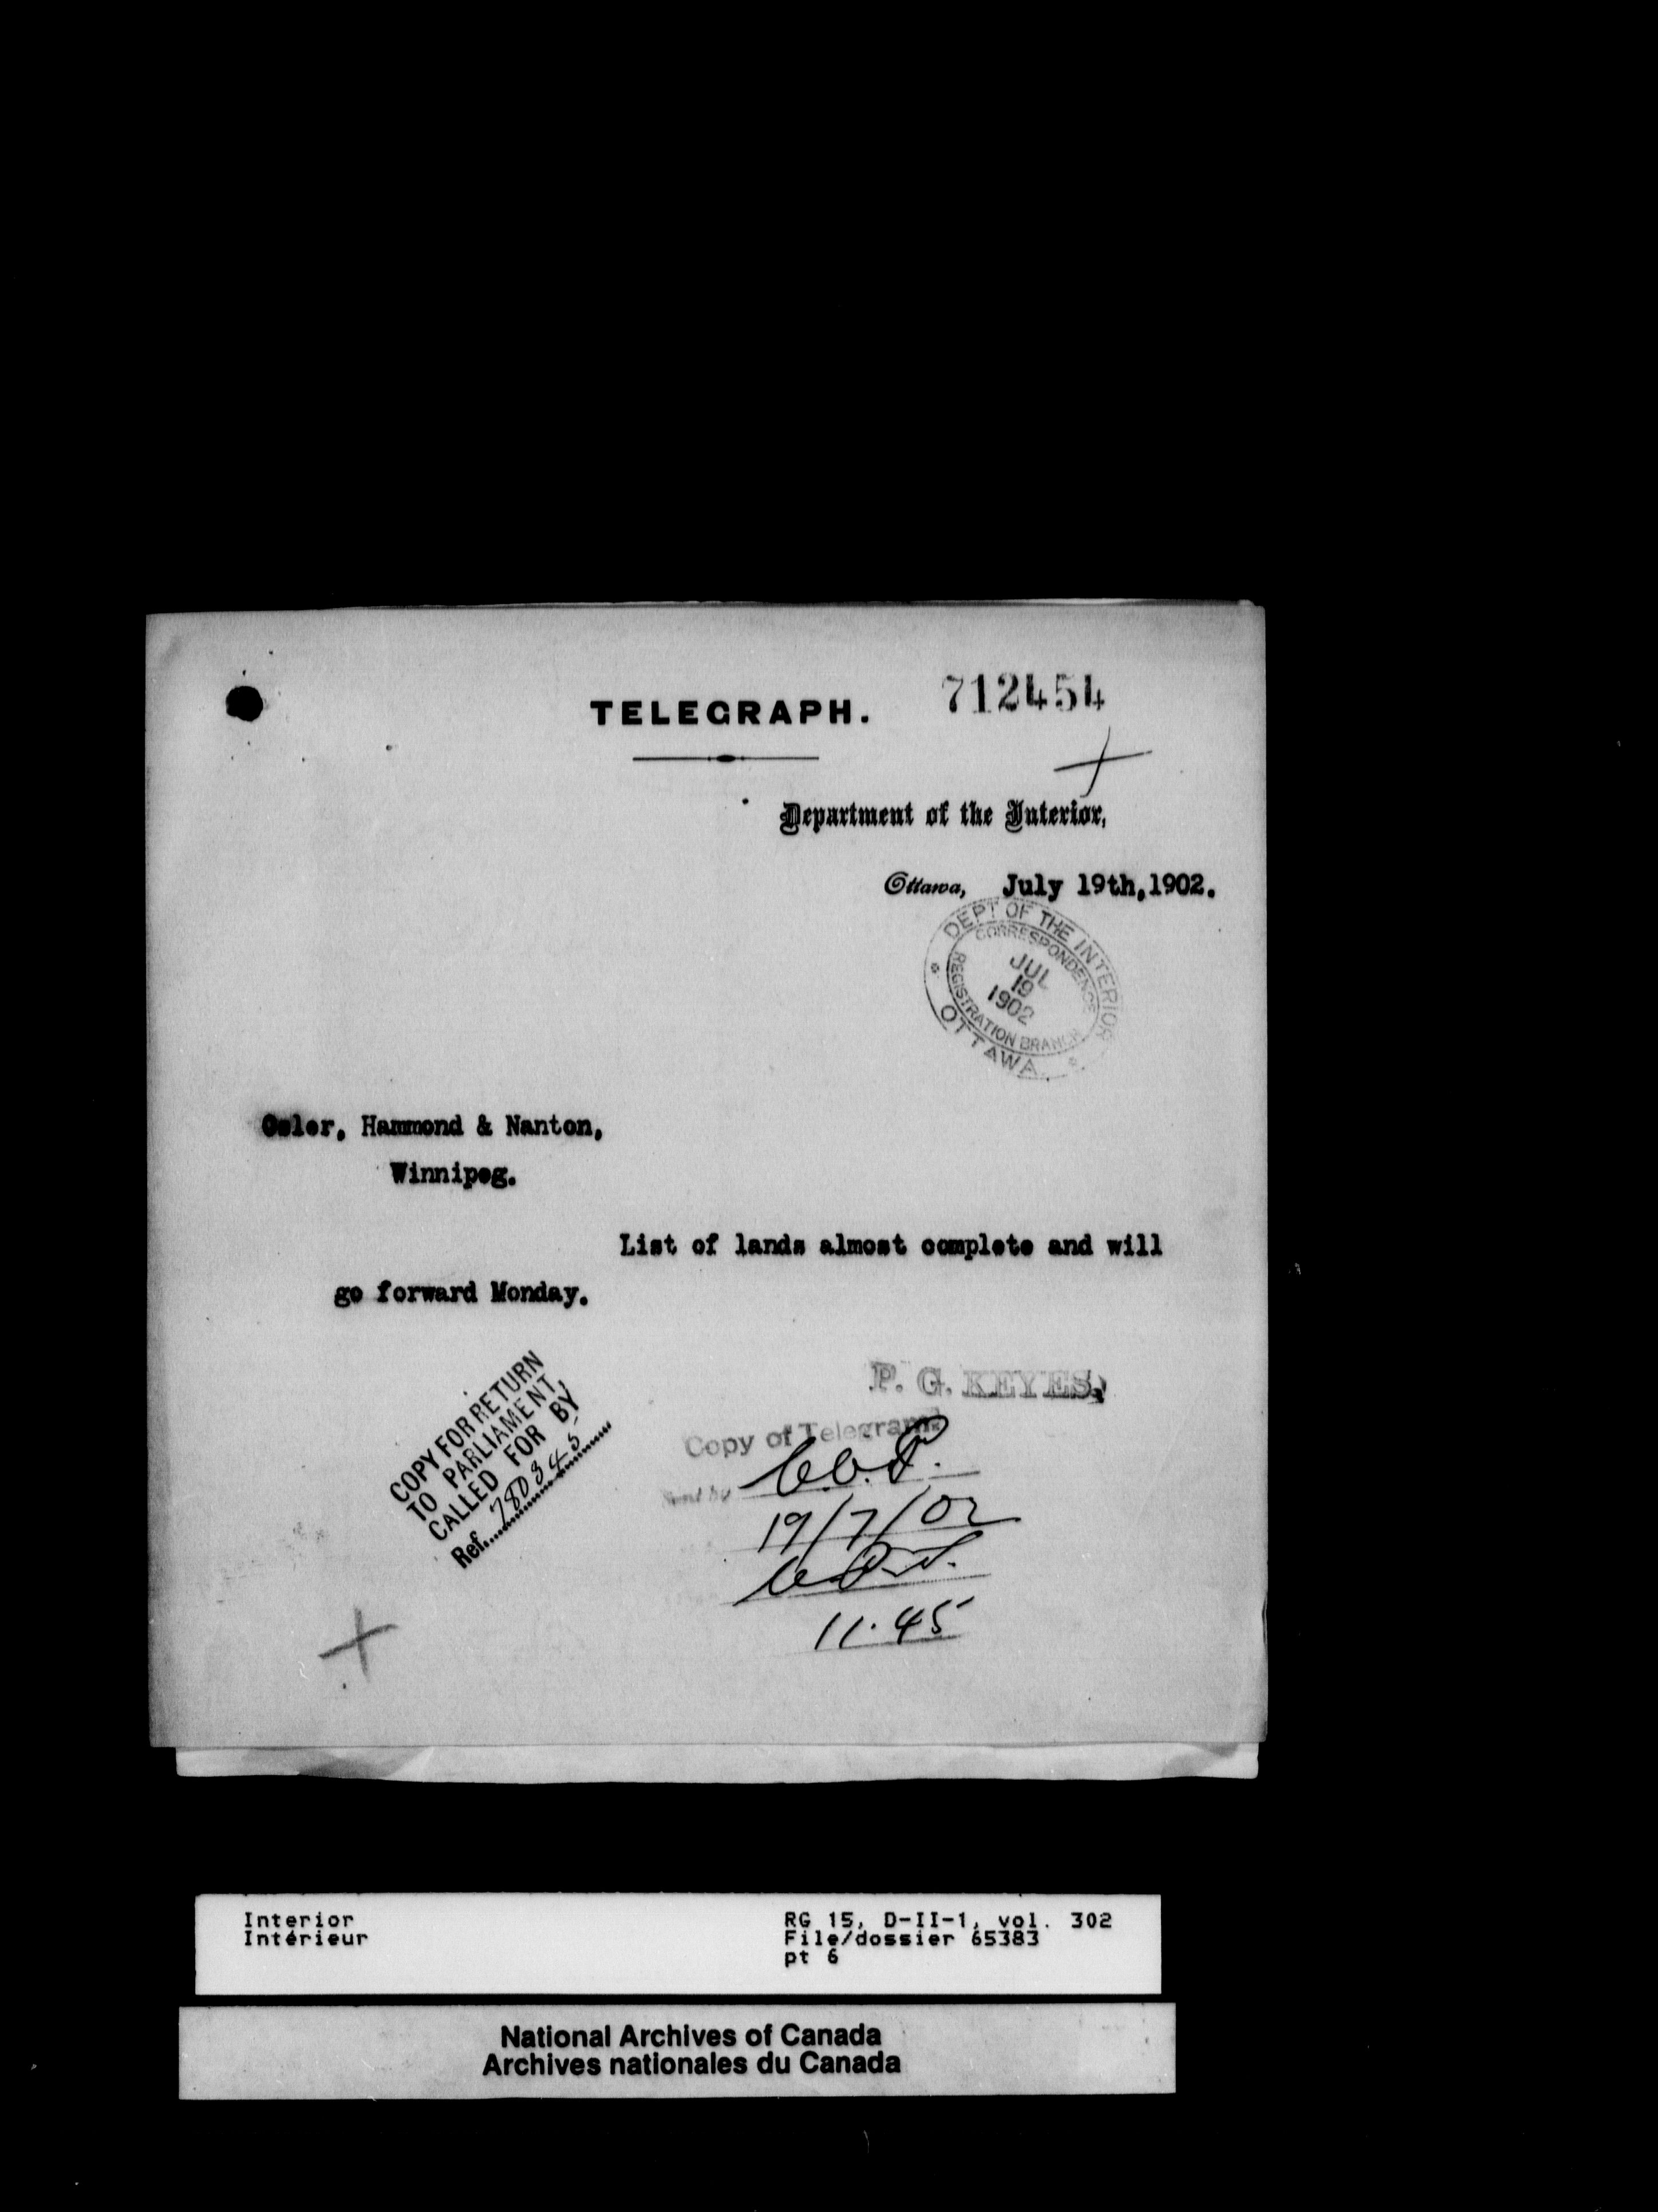 712454
TELEGRAPH.
Department of the Interior,
Ottawa, July 19th, 1902.
DEPT OF THE INTERIOR
CORRESPONDENCE
JUL
19
1902
REGISTRATION BRANCH
OTTAWA
Osler, Hammond & Nanton,
Winnipeg.
List of lands almost complete and will
go forward Monday.
P. G. KEYES,
COPY FOR RETURN
TO PARLIAMENT,
CALLED FOR BY
Ref. 780345
Copy of Telegram
Sent by
19/7/02
11.45
Interior
Intérieur
RG 15, D-II-1, vol. 302
File/dossier 65383
pt 6
National Archives of Canada
Archives nationales du Canada